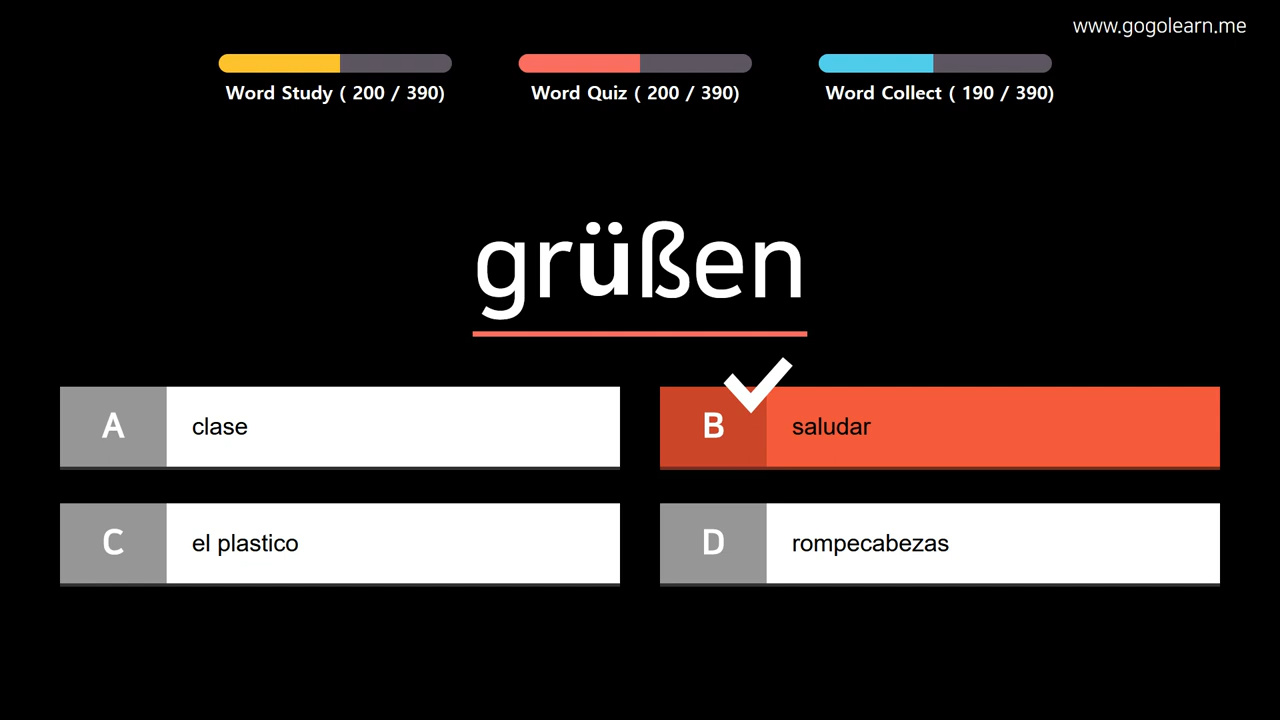 www.gogolearn.me
Word Study ( 200 / 390)
Word Quiz ( 200 / 390)
Word Collect ( 190 / 390)
grüßen
A clase
B saludar
C el plastico
D rompecabezas